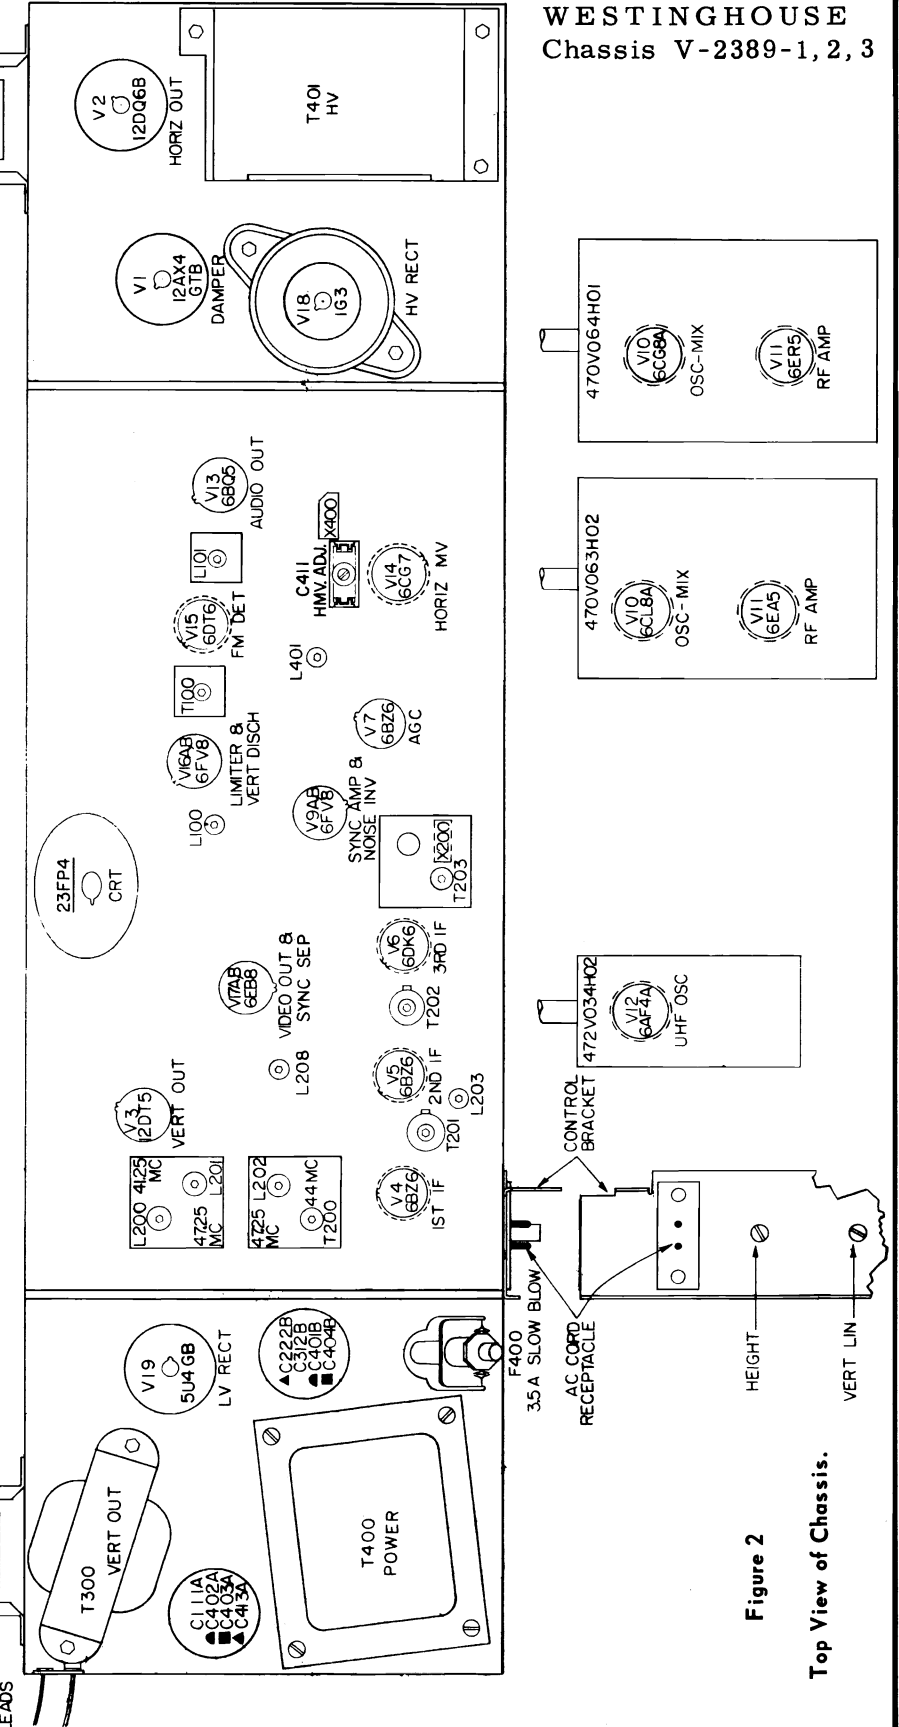 WESTINGHOUSE
Chassis V-2389-1, 2, 3
V2
12DQ6B
HORIZ OUT
T401
HV
V1
12AX4
GTB
DAMPER
V18
1G3
HV RECT
V13
6BQ5
AUDIO OUT
L101
V15
6DT6
FM DET
T100
V16AB
6FV8
LIMITER &
VERT DISCH
L100
X400
C411
HMV. ADJ.
V14
6CG7
HORIZ MV
L401
V7
6BZ6
AGC
V9AB
6FV8
SYNC AMP &
NOISE INV
X200
T203
23FP4
CRT
V17AB
6EB8
VIDEO OUT &
SYNC SEP
V6
6DK6
3RD IF
T202
L208
V5
6BZ6
2ND IF
L203
T201
V4
6BZ6
1ST IF
V3
12DT5
VERT OUT
L200 41.25
MC
47.25
MC
L201
47.25 L202
MC
44MC
T200
V19
5U4GB
LV RECT
▲C222B
C312B
◖C401B
■C404B
F400
3.5A SLOW BLOW
T300
VERT OUT
C111A
◖C402A
■C403A
▲C413A
T400
POWER
LEADS
470V064H01
V10
6CG8A
OSC-MIX
V11
6ER5
RF AMP
470V063H02
V10
6CL8A
OSC-MIX
V11
6EA5
RF AMP
472V034H02
V12
6AF4A
UHF OSC
CONTROL
BRACKET
AC CORD
RECEPTACLE
HEIGHT
VERT LIN
Figure 2
Top View of Chassis.